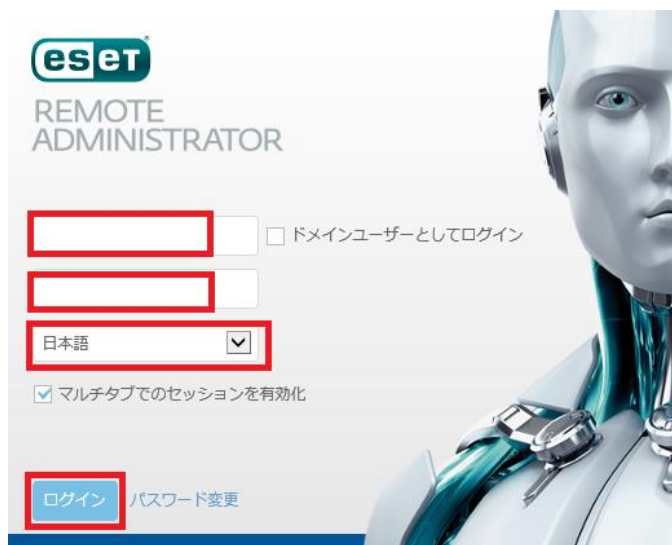 eseT
REMOTE
ADMINISTRATOR
ドメインユーザーとしてログイン
日本語
マルチタブでのセッションを有効化
ログイン パスワード変更